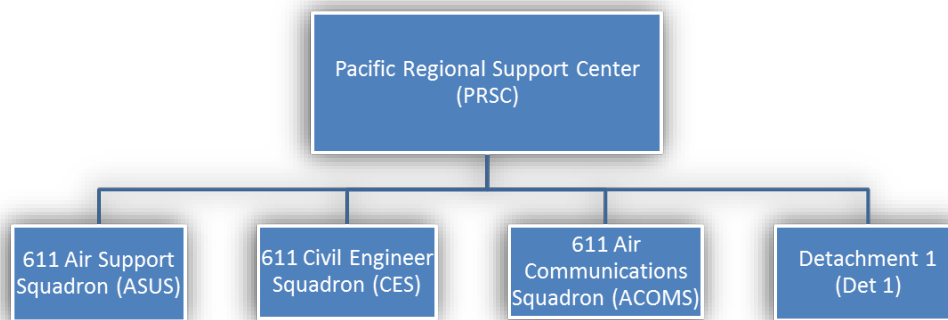 Pacific Regional Support Center
(PRSC)
611 Air Support
Squadron (ASUS)
611 Civil Engineer
Squadron (CES)
611 Air
Communications
Squadron (ACOMS)
Detachment 1
(Det 1)